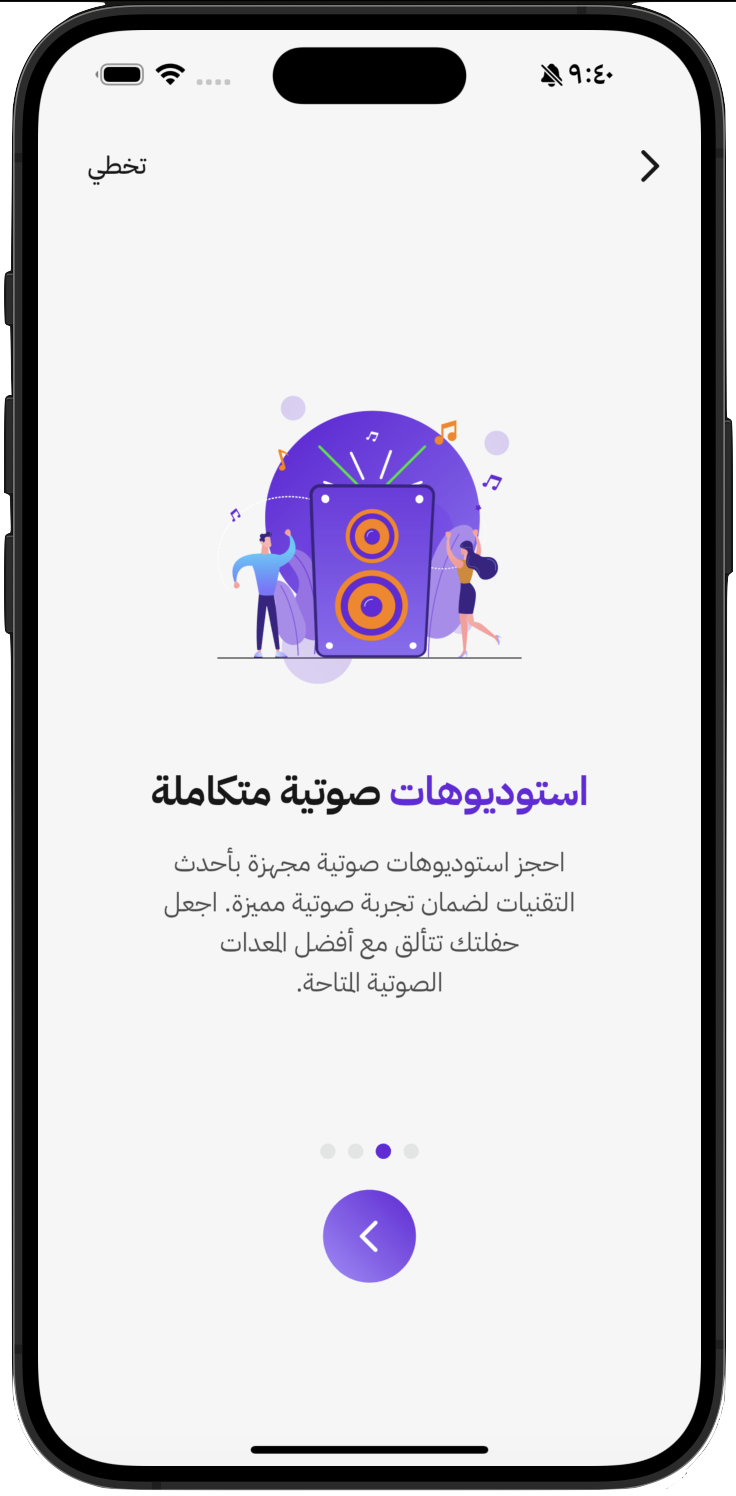 ٩:٤٠
تخطي
استوديوهات صوتية متكاملة
احجز استوديوهات صوتية مجهزة بأحدث
التقنيات لضمان تجربة صوتية مميزة. اجعل
حفلتك تتألق مع أفضل المعدات
الصوتية المتاحة.